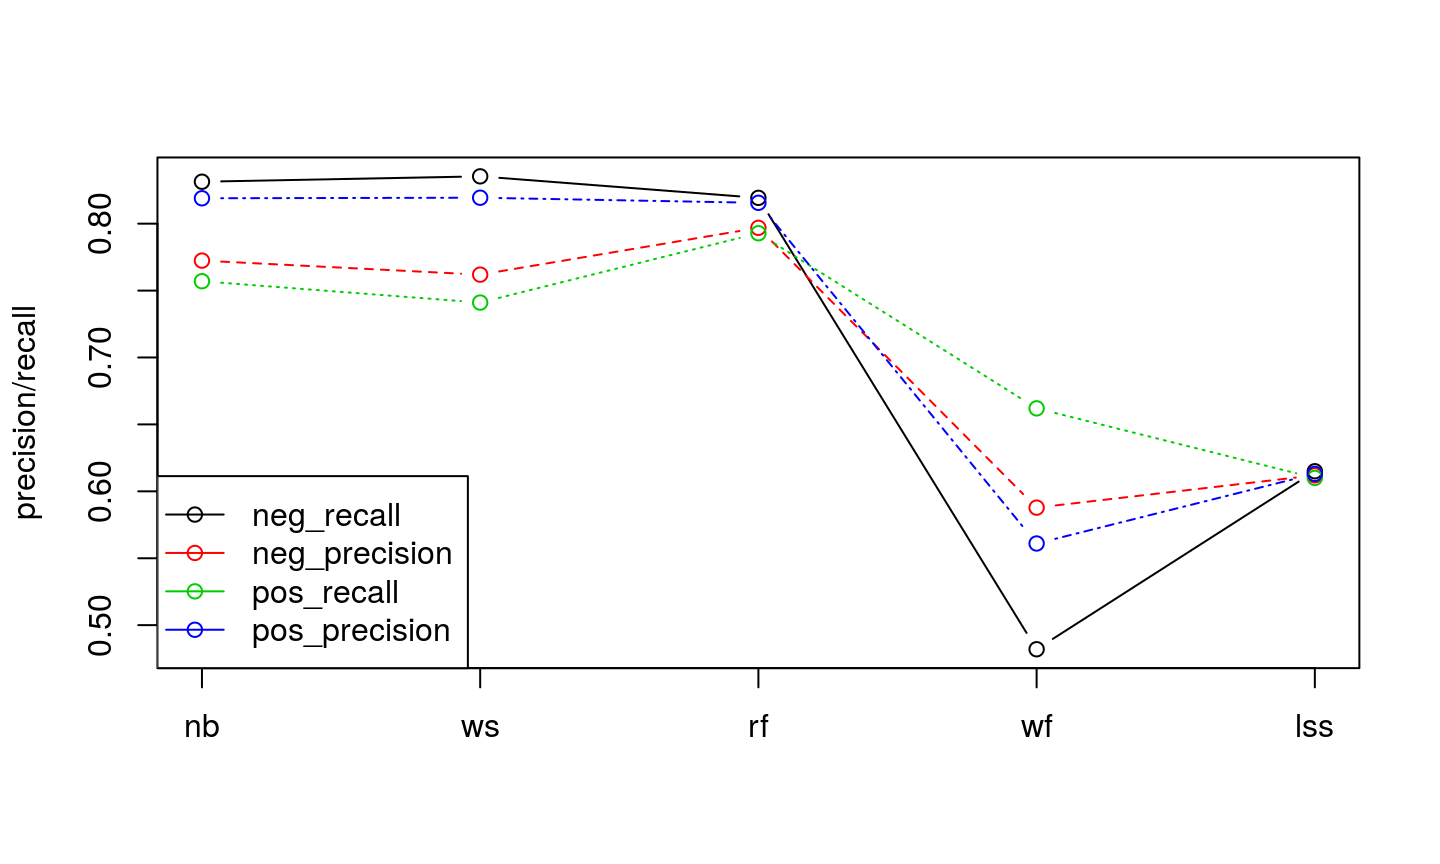 precision/recall
0.80
0.70
0.60
0.50
neg_recall
neg_precision
pos_recall
pos_precision
nb ws rf wf lss